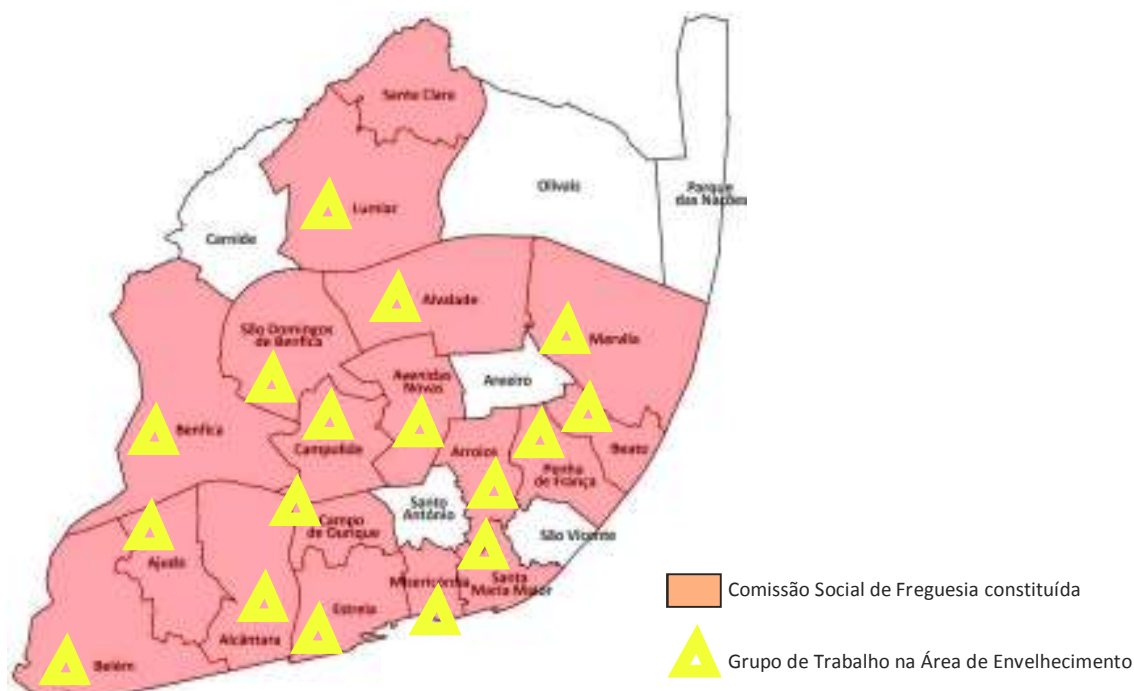 Santa Clara
Olivais
Parque
das Nações
Lumiar
Carnide
Alvalade
São Domingos
de Benfica
Marvila
Avenidas
Novas
Areeiro
Benfica
Campolide
Arroios
Beato
Penha
de França
Santo
António
Campo
de Ourique
São Vicente
Ajuda
Misericórdia
Santa
Maria Maior
Estrela
Alcântara
Belém
Comissão Social de Freguesia constituída
Grupo de Trabalho na Área de Envelhecimento